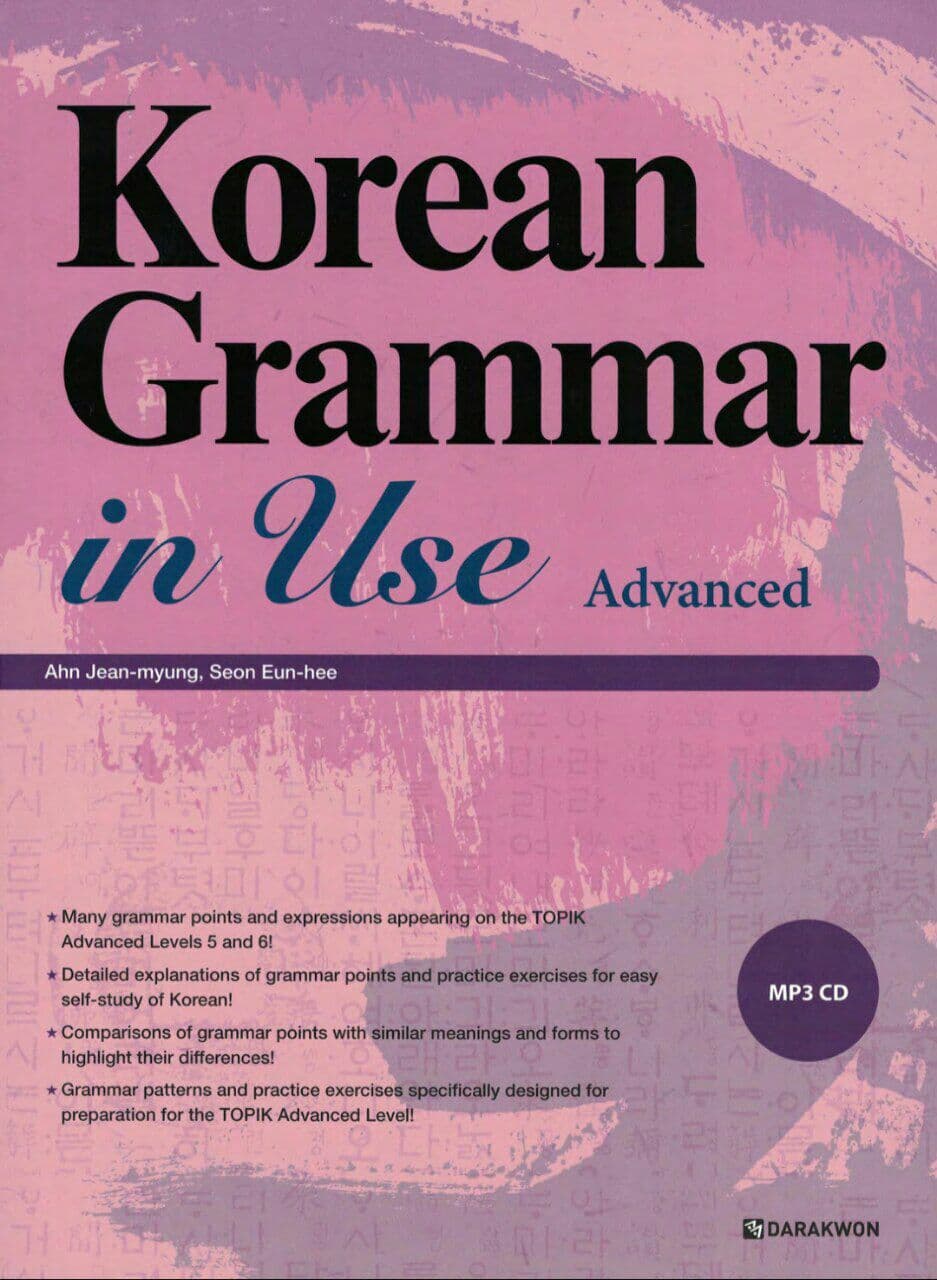 Korean
Grammar
in Use Advanced
Ahn Jean-myung, Seon Eun-hee
★ Many grammar points and expressions appearing on the TOPIK
Advanced Levels 5 and 6!
★ Detailed explanations of grammar points and practice exercises for easy
self-study of Korean!
★ Comparisons of grammar points with similar meanings and forms to
highlight their differences!
★ Grammar patterns and practice exercises specifically designed for
preparation for the TOPIK Advanced Level!
MP3 CD
DARAKWON